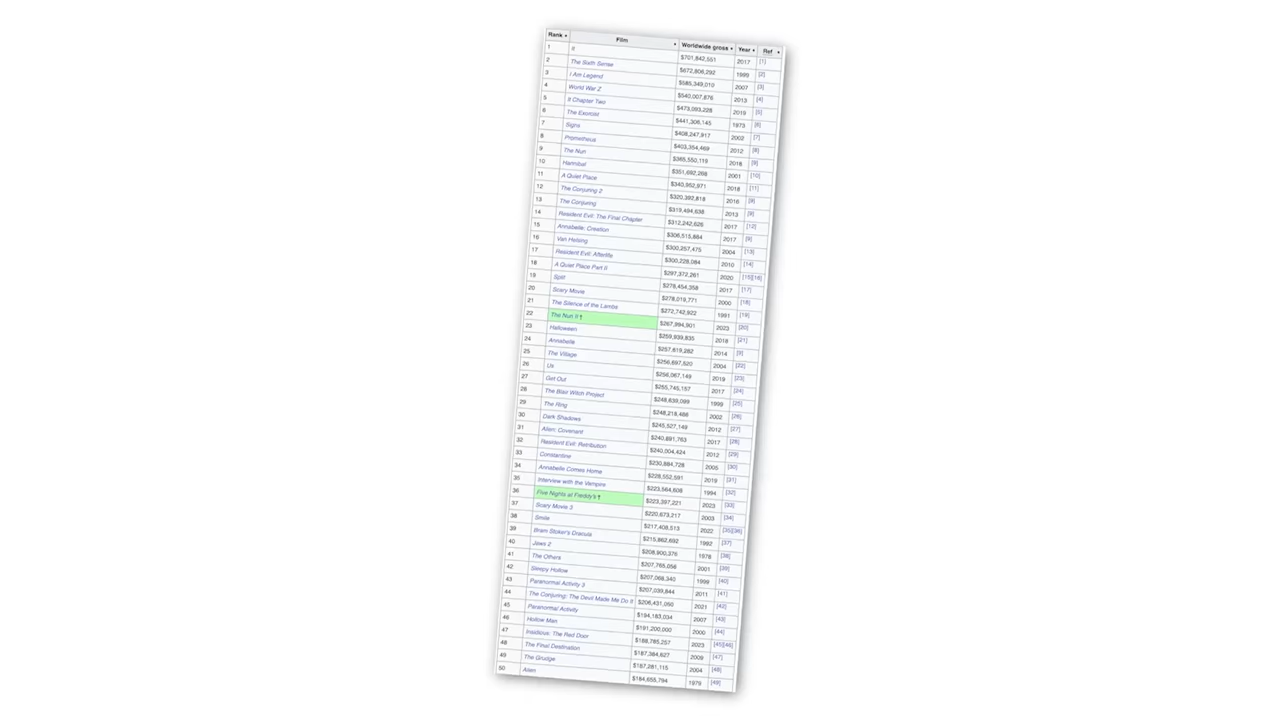 Rank Film Worldwide gross Year Ref
1 It $701,842,551 2017 [1]
2 The Sixth Sense $672,806,292 1999 [2]
3 I Am Legend $585,349,010 2007 [3]
4 World War Z $540,007,876 2013 [4]
5 It Chapter Two $473,093,228 2019 [5]
6 The Exorcist $441,306,145 1973 [6]
7 Signs $408,247,917 2002 [7]
8 Prometheus $403,354,469 2012 [8]
9 The Nun $365,550,119 2018 [9]
10 Hannibal $351,692,268 2001 [10]
11 A Quiet Place $340,952,971 2018 [11]
12 The Conjuring 2 $320,392,818 2016 [9]
13 The Conjuring $319,494,638 2013 [9]
14 Resident Evil: The Final Chapter $312,242,626 2017 [12]
15 Annabelle: Creation $306,515,884 2017 [9]
16 Van Helsing $300,257,475 2004 [13]
17 Resident Evil: Afterlife $300,228,084 2010 [14]
18 A Quiet Place Part II $297,372,261 2020 [15][16]
19 Split $278,454,358 2017 [17]
20 Scary Movie $278,019,771 2000 [18]
21 The Silence of the Lambs $272,742,922 1991 [19]
22 The Nun II † $267,994,901 2023 [20]
23 Halloween $259,939,835 2018 [21]
24 Annabelle $257,619,282 2014 [9]
25 The Village $256,697,520 2004 [22]
26 Us $256,067,149 2019 [23]
27 Get Out $255,745,157 2017 [24]
28 The Blair Witch Project $248,639,099 1999 [25]
29 The Ring $248,218,486 2002 [26]
30 Dark Shadows $245,527,149 2012 [27]
31 Alien: Covenant $240,891,763 2017 [28]
32 Resident Evil: Retribution $240,004,424 2012 [29]
33 Constantine $230,884,728 2005 [30]
34 Annabelle Comes Home $228,552,591 2019 [31]
35 Interview with the Vampire $223,564,608 1994 [32]
36 Five Nights at Freddy's † $223,397,221 2023 [33]
37 Scary Movie 3 $220,673,217 2003 [34]
38 Smile $217,408,513 2022 [35][36]
39 Bram Stoker's Dracula $215,862,692 1992 [37]
40 Jaws 2 $208,900,376 1978 [38]
41 The Others $207,765,056 2001 [39]
42 Sleepy Hollow $207,068,340 1999 [40]
43 Paranormal Activity 3 $207,039,844 2011 [41]
44 The Conjuring: The Devil Made Me Do It $206,431,050 2021 [42]
45 Paranormal Activity $194,183,034 2007 [43]
46 Hollow Man $191,200,000 2000 [44]
47 Insidious: The Red Door $188,785,257 2023 [45][46]
48 The Final Destination $187,384,627 2009 [47]
49 The Grudge $187,281,115 2004 [48]
50 Alien $184,655,794 1979 [49]